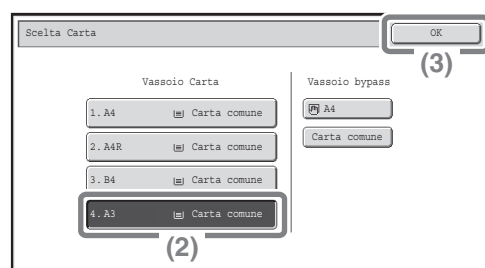 Scelta Carta
OK
(3)
Vassoio Carta
Vassoio bypass
1. A4 Carta comune
A4
2. A4R Carta comune
Carta comune
3. B4 Carta comune
4. A3 Carta comune
(2)